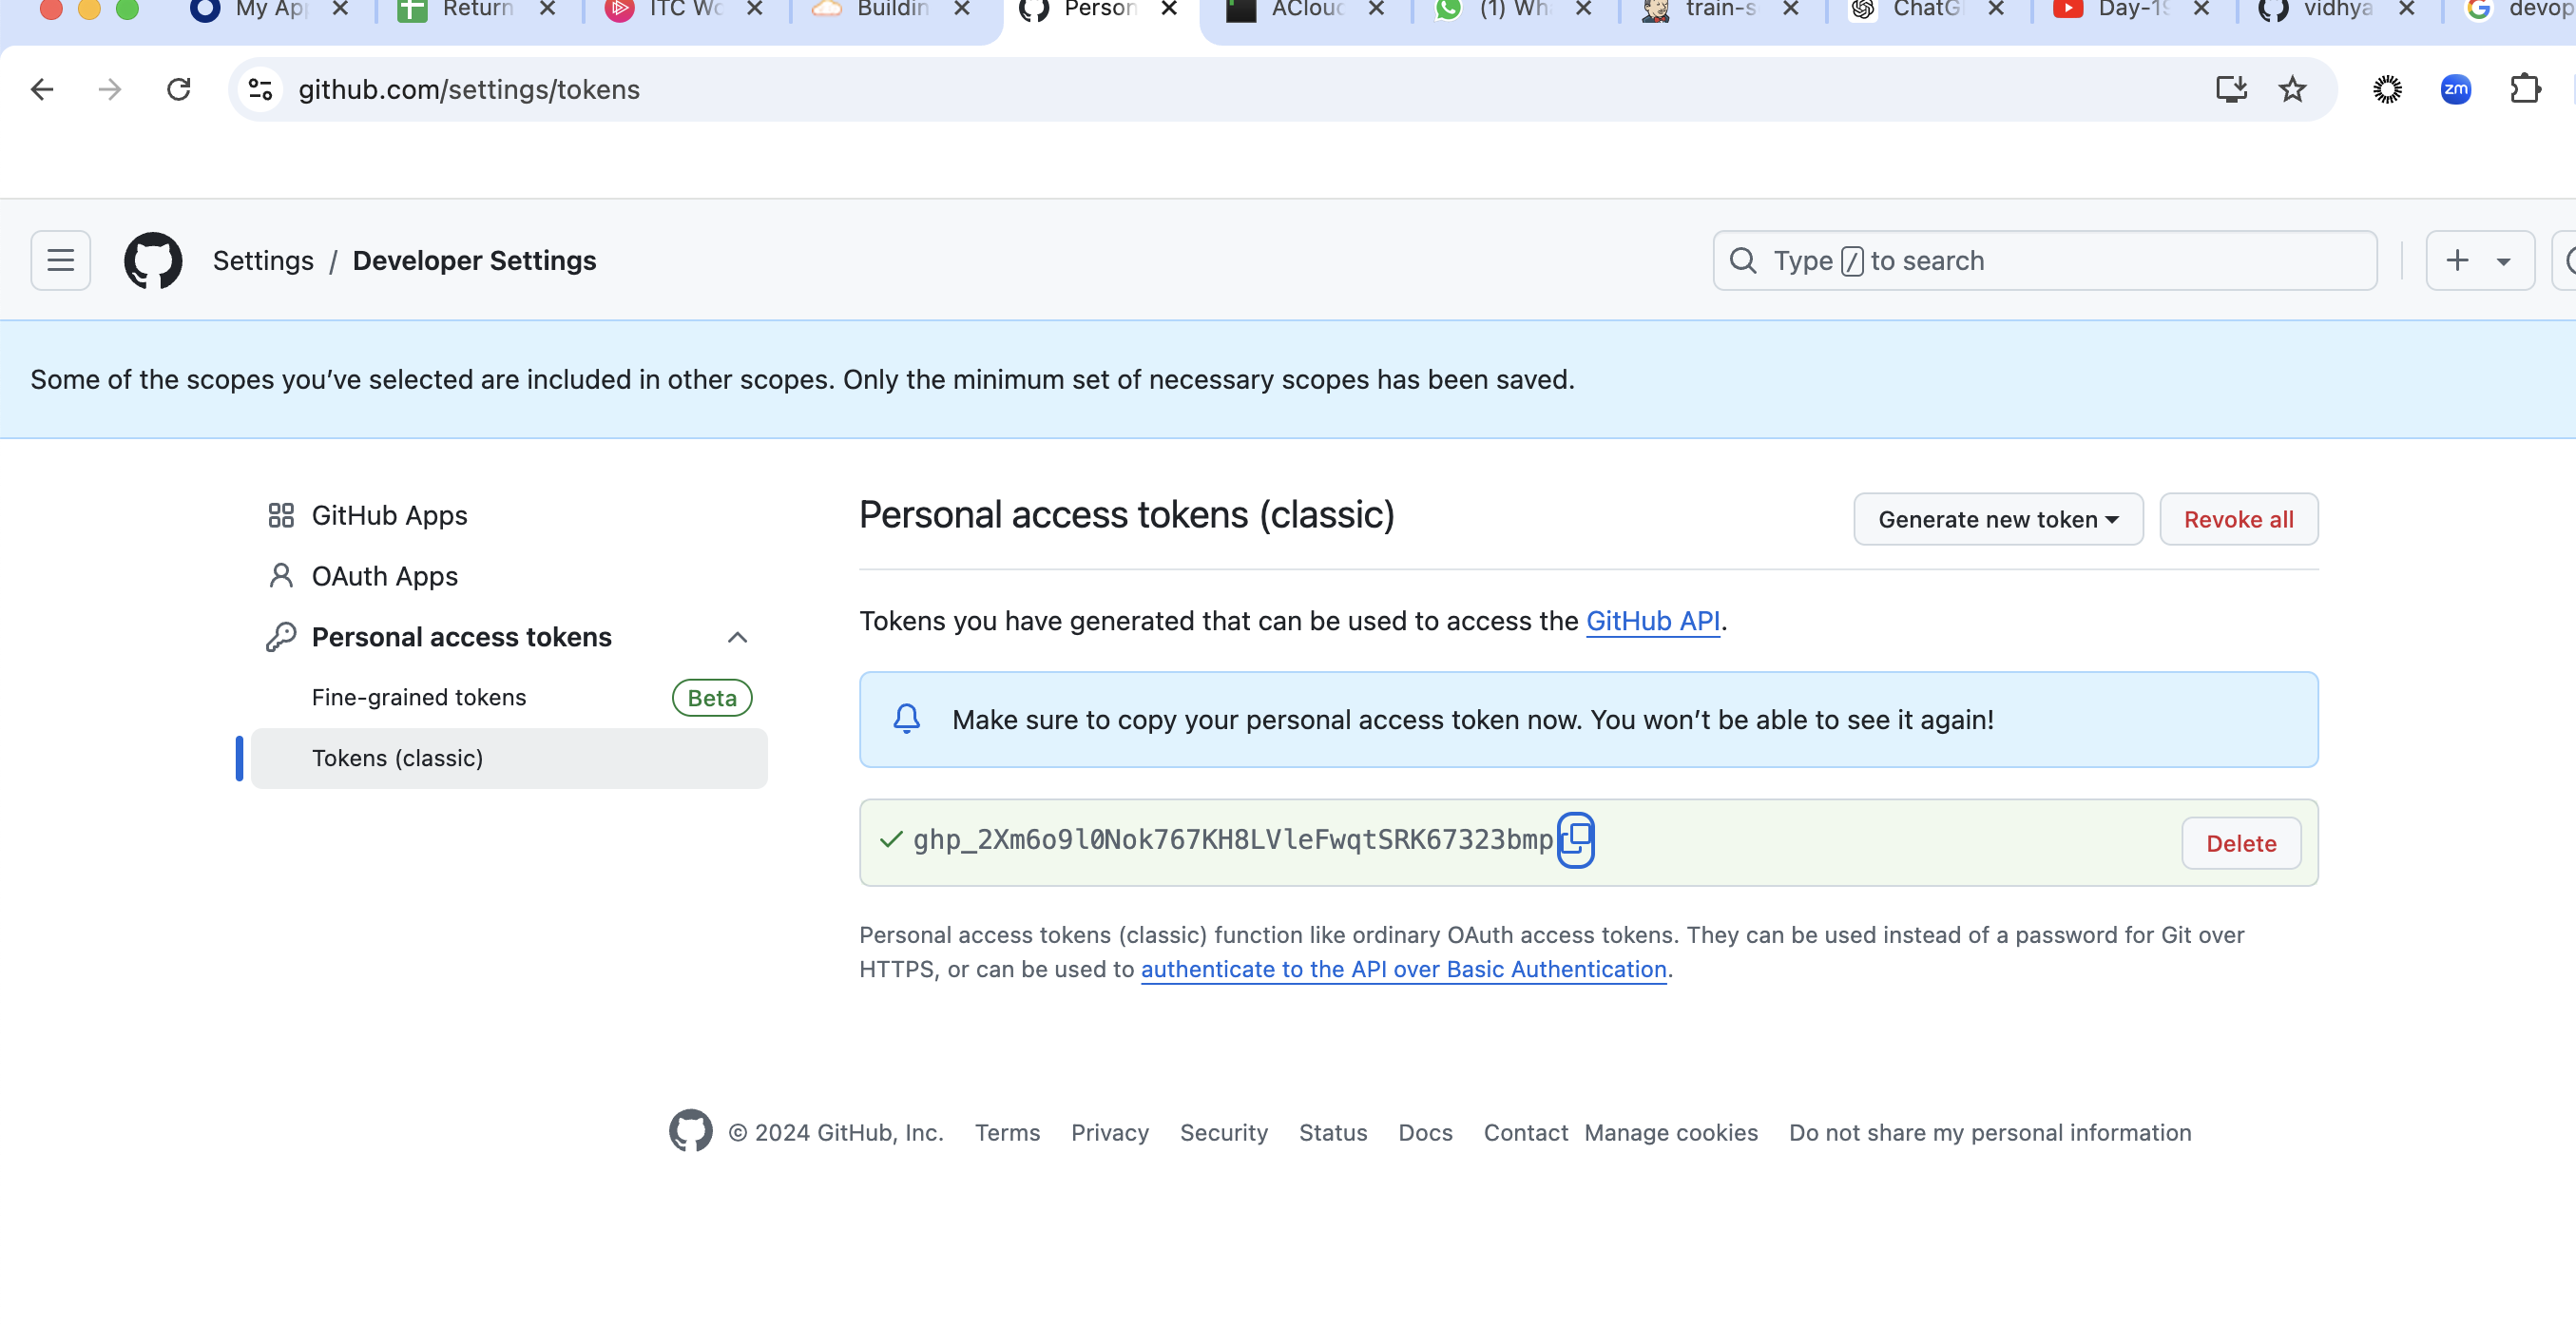 My Ap
Return
ITC Wo
Buildin
Person
ACloud
(1) Wh
train-s
ChatG
Day-19
vidhya
devop
github.com/settings/tokens
zm
Settings / Developer Settings
Type / to search
Some of the scopes you’ve selected are included in other scopes. Only the minimum set of necessary scopes has been saved.
GitHub Apps
OAuth Apps
Personal access tokens
Fine-grained tokens Beta
Tokens (classic)
Personal access tokens (classic)
Generate new token
Revoke all
Tokens you have generated that can be used to access the GitHub API.
Make sure to copy your personal access token now. You won’t be able to see it again!
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
Delete
Personal access tokens (classic) function like ordinary OAuth access tokens. They can be used instead of a password for Git over
HTTPS, or can be used to authenticate to the API over Basic Authentication.
© 2024 GitHub, Inc. Terms Privacy Security Status Docs Contact Manage cookies Do not share my personal information